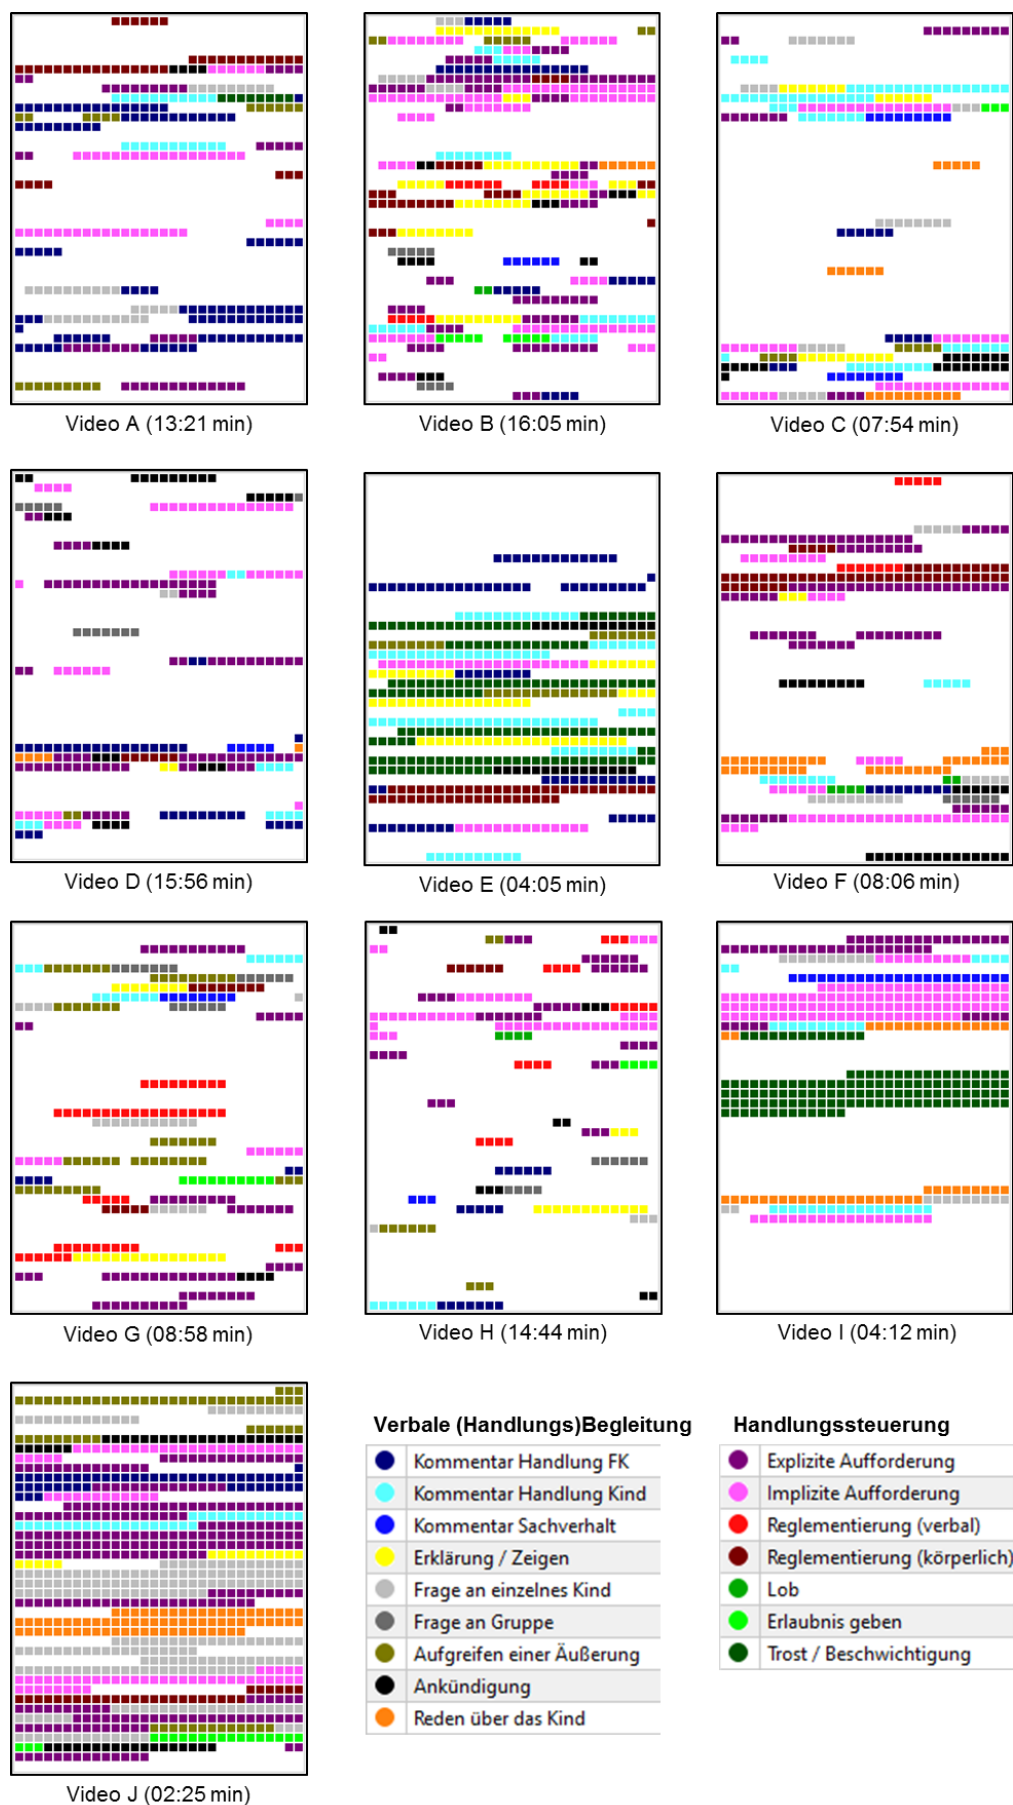 Video A (13:21 min)
Video B (16:05 min)
Video C (07:54 min)
Video D (15:56 min)
Video E (04:05 min)
Video F (08:06 min)
Video G (08:58 min)
Video H (14:44 min)
Video I (04:12 min)
Video J (02:25 min)
Verbale (Handlungs)Begleitung
Kommentar Handlung FK
Kommentar Handlung Kind
Kommentar Sachverhalt
Erklärung / Zeigen
Frage an einzelnes Kind
Frage an Gruppe
Aufgreifen einer Äußerung
Ankündigung
Reden über das Kind
Handlungssteuerung
Explizite Aufforderung
Implizite Aufforderung
Reglementierung (verbal)
Reglementierung (körperlich)
Lob
Erlaubnis geben
Trost / Beschwichtigung